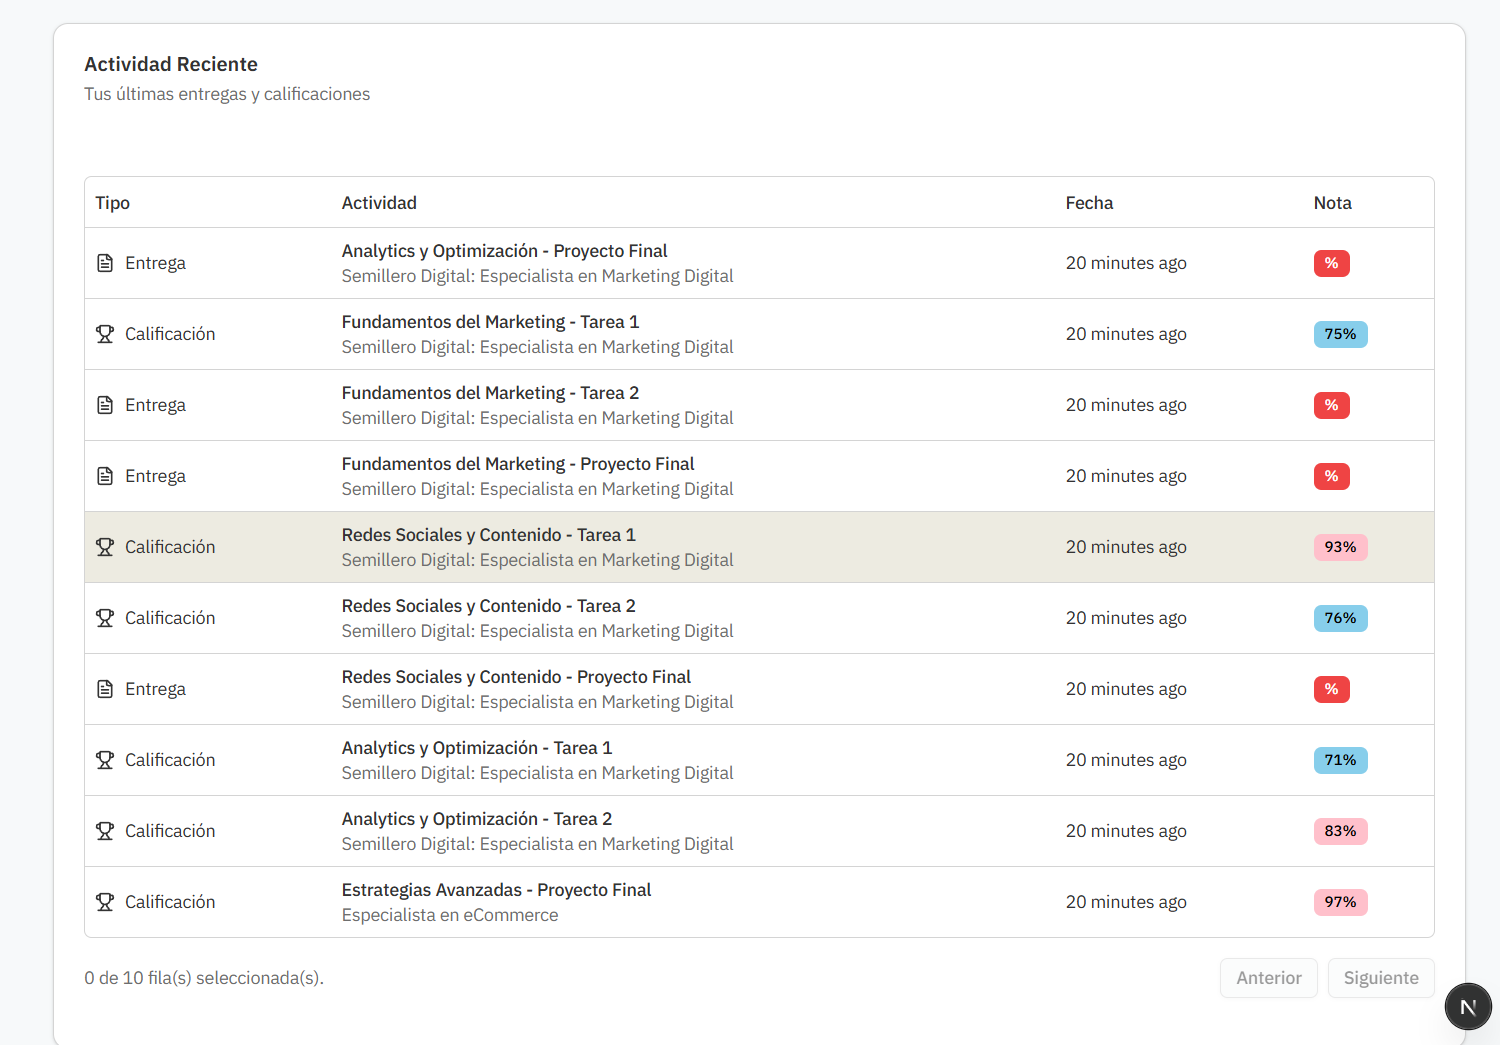 Actividad Reciente
Tus últimas entregas y calificaciones
Tipo Actividad Fecha Nota
Analytics y Optimización - Proyecto Final
Entrega Semillero Digital: Especialista en Marketing Digital 20 minutes ago %
Fundamentos del Marketing - Tarea 1
Calificación Semillero Digital: Especialista en Marketing Digital 20 minutes ago 75%
Fundamentos del Marketing - Tarea 2
Entrega Semillero Digital: Especialista en Marketing Digital 20 minutes ago %
Fundamentos del Marketing - Proyecto Final
Entrega Semillero Digital: Especialista en Marketing Digital 20 minutes ago %
Redes Sociales y Contenido - Tarea 1
Calificación Semillero Digital: Especialista en Marketing Digital 20 minutes ago 93%
Redes Sociales y Contenido - Tarea 2
Calificación Semillero Digital: Especialista en Marketing Digital 20 minutes ago 76%
Redes Sociales y Contenido - Proyecto Final
Entrega Semillero Digital: Especialista en Marketing Digital 20 minutes ago %
Analytics y Optimización - Tarea 1
Calificación Semillero Digital: Especialista en Marketing Digital 20 minutes ago 71%
Analytics y Optimización - Tarea 2
Calificación Semillero Digital: Especialista en Marketing Digital 20 minutes ago 83%
Estrategias Avanzadas - Proyecto Final
Calificación Especialista en eCommerce 20 minutes ago 97%
0 de 10 fila(s) seleccionada(s). Anterior Siguiente
N